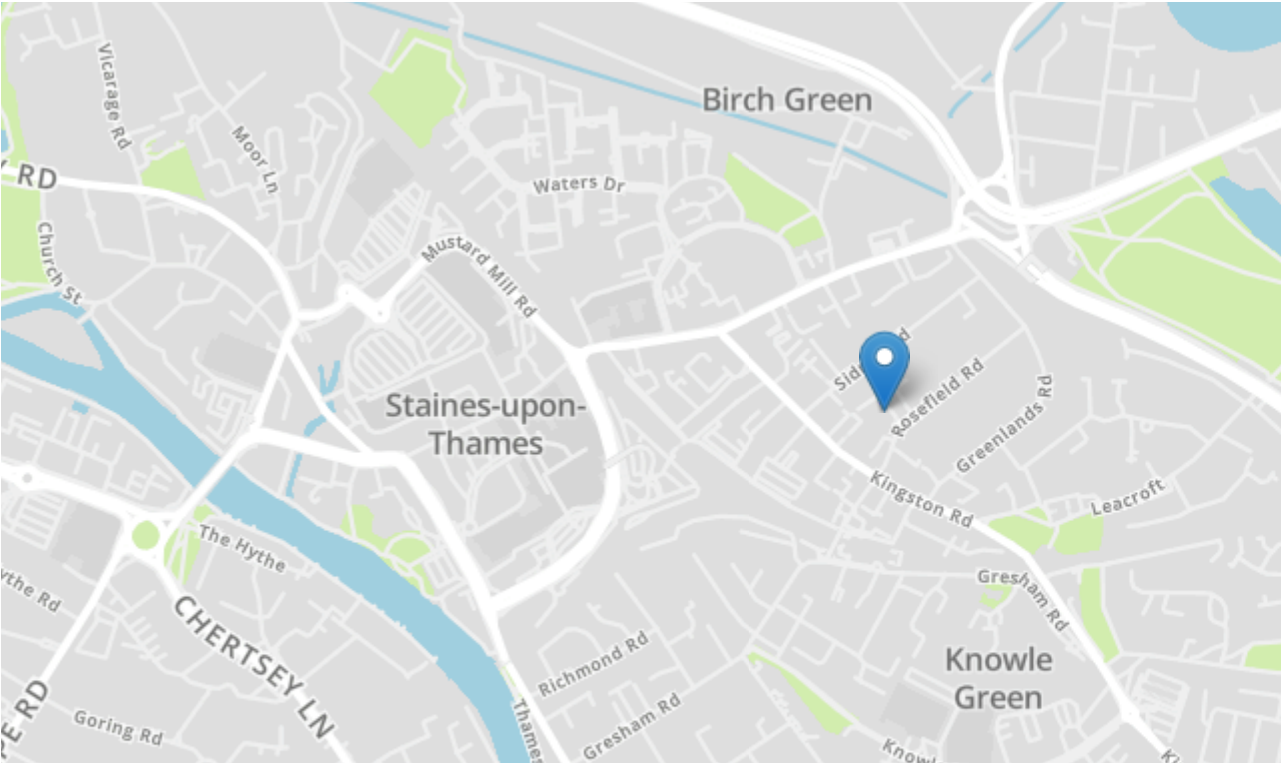 Birch Green
Vicarage Rd
Moor Ln
RD
Waters Dr
Church St
Mustard Mill Rd
Rosefield Rd
Greenlands Rd
Staines-upon-
Thames
Kingston Rd
Leacroft
The Hythe
Gresham Rd
CHERTSEY LN
Richmond Rd
Knowle
Green
Goring Rd
Gresham Rd
Thames
RD